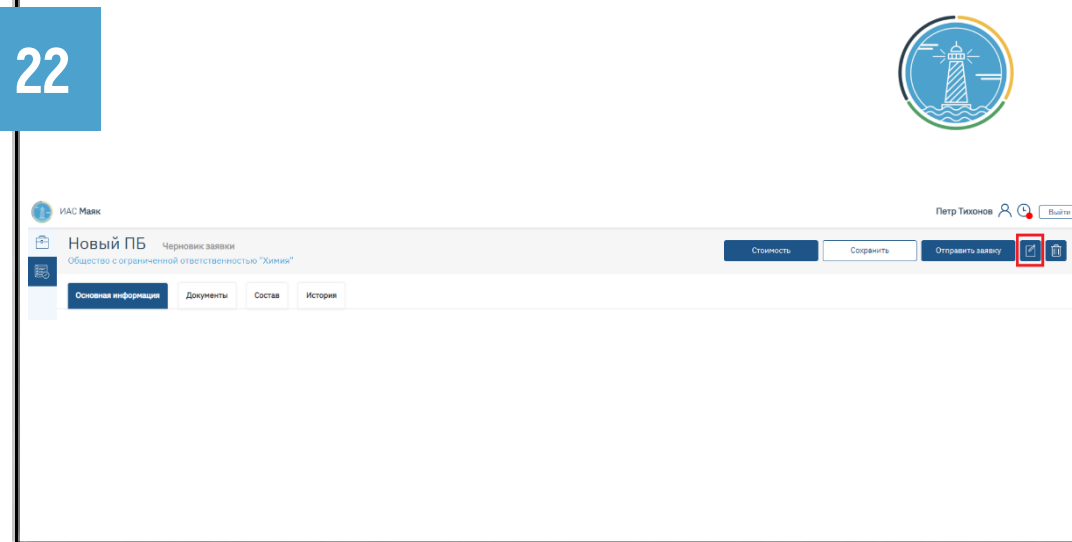 22
ИАС Маяк
Петр Тихонов
Выйти
Новый ПБ Черновик заявки
Общество с ограниченной ответственностью "Химия"
Стоимость
Сохранить
Отправить заявку
Основная информация
Документы
Состав
История